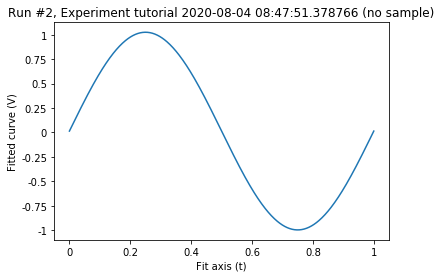 Run #2, Experiment tutorial 2020-08-04 08:47:51.378766 (no sample)
1
0.75
0.5
0.25
0
-0.25
-0.5
-0.75
-1
Fitted curve (V)
0 0.2 0.4 0.6 0.8 1
Fit axis (t)